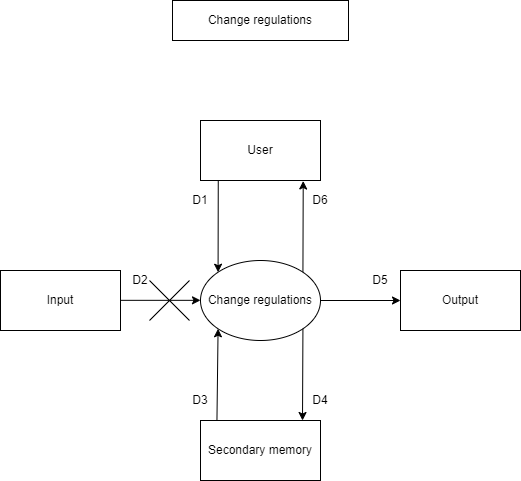 Change regulations
User
D1
D6
D2
D5
Input
Change regulations
Output
D3
D4
Secondary memory